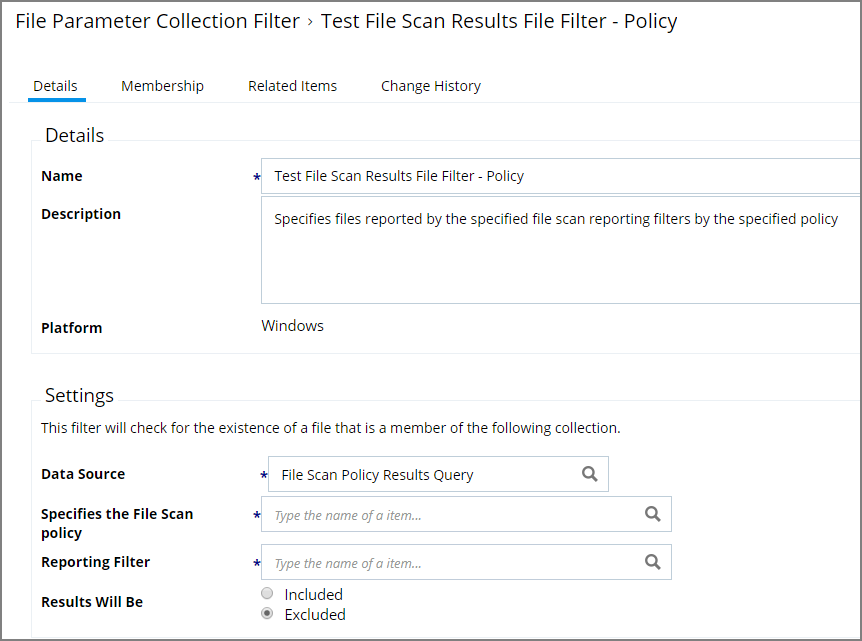 File Parameter Collection Filter › Test File Scan Results File Filter - Policy
Details Membership Related Items Change History
Details
Name * Test File Scan Results File Filter - Policy
Description Specifies files reported by the specified file scan reporting filters by the specified policy
Platform Windows
Settings
This filter will check for the existence of a file that is a member of the following collection.
Data Source * File Scan Policy Results Query
Specifies the File Scan * Type the name of a item...
policy
Reporting Filter * Type the name of a item...
Results Will Be Included
Excluded